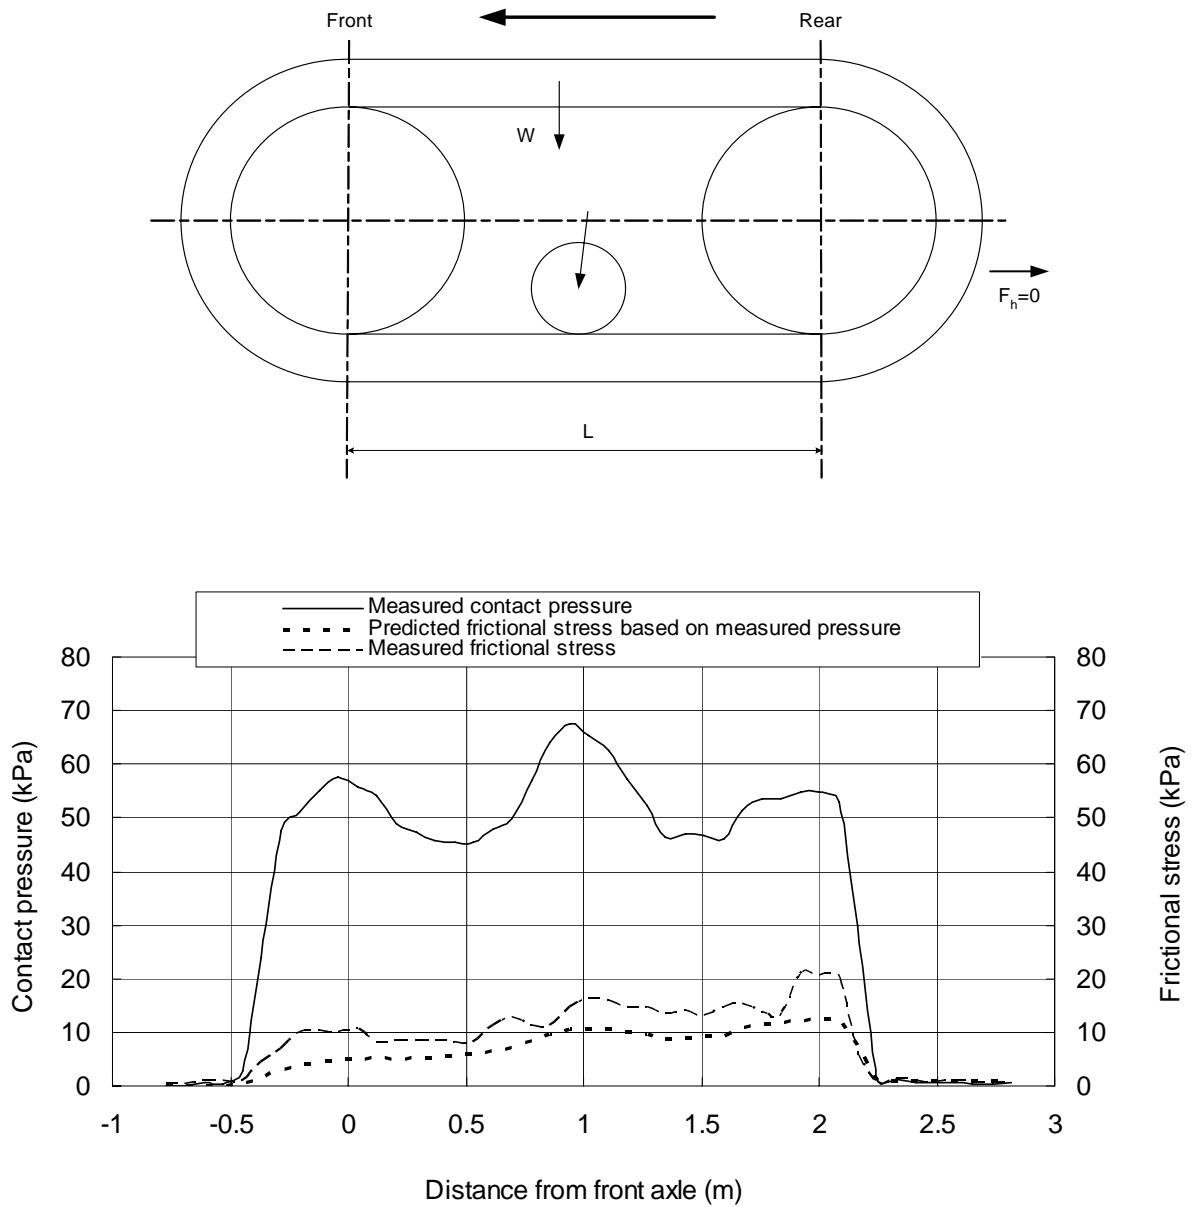 Front
Rear
W
F_h=0
L
Measured contact pressure
Predicted frictional stress based on measured pressure
Measured frictional stress
80
70
60
50
40
30
20
10
0
80
70
60
50
40
30
20
10
0
Contact pressure (kPa)
Frictional stress (kPa)
-1
-0.5
0
0.5
1
1.5
2
2.5
3
Distance from front axle (m)